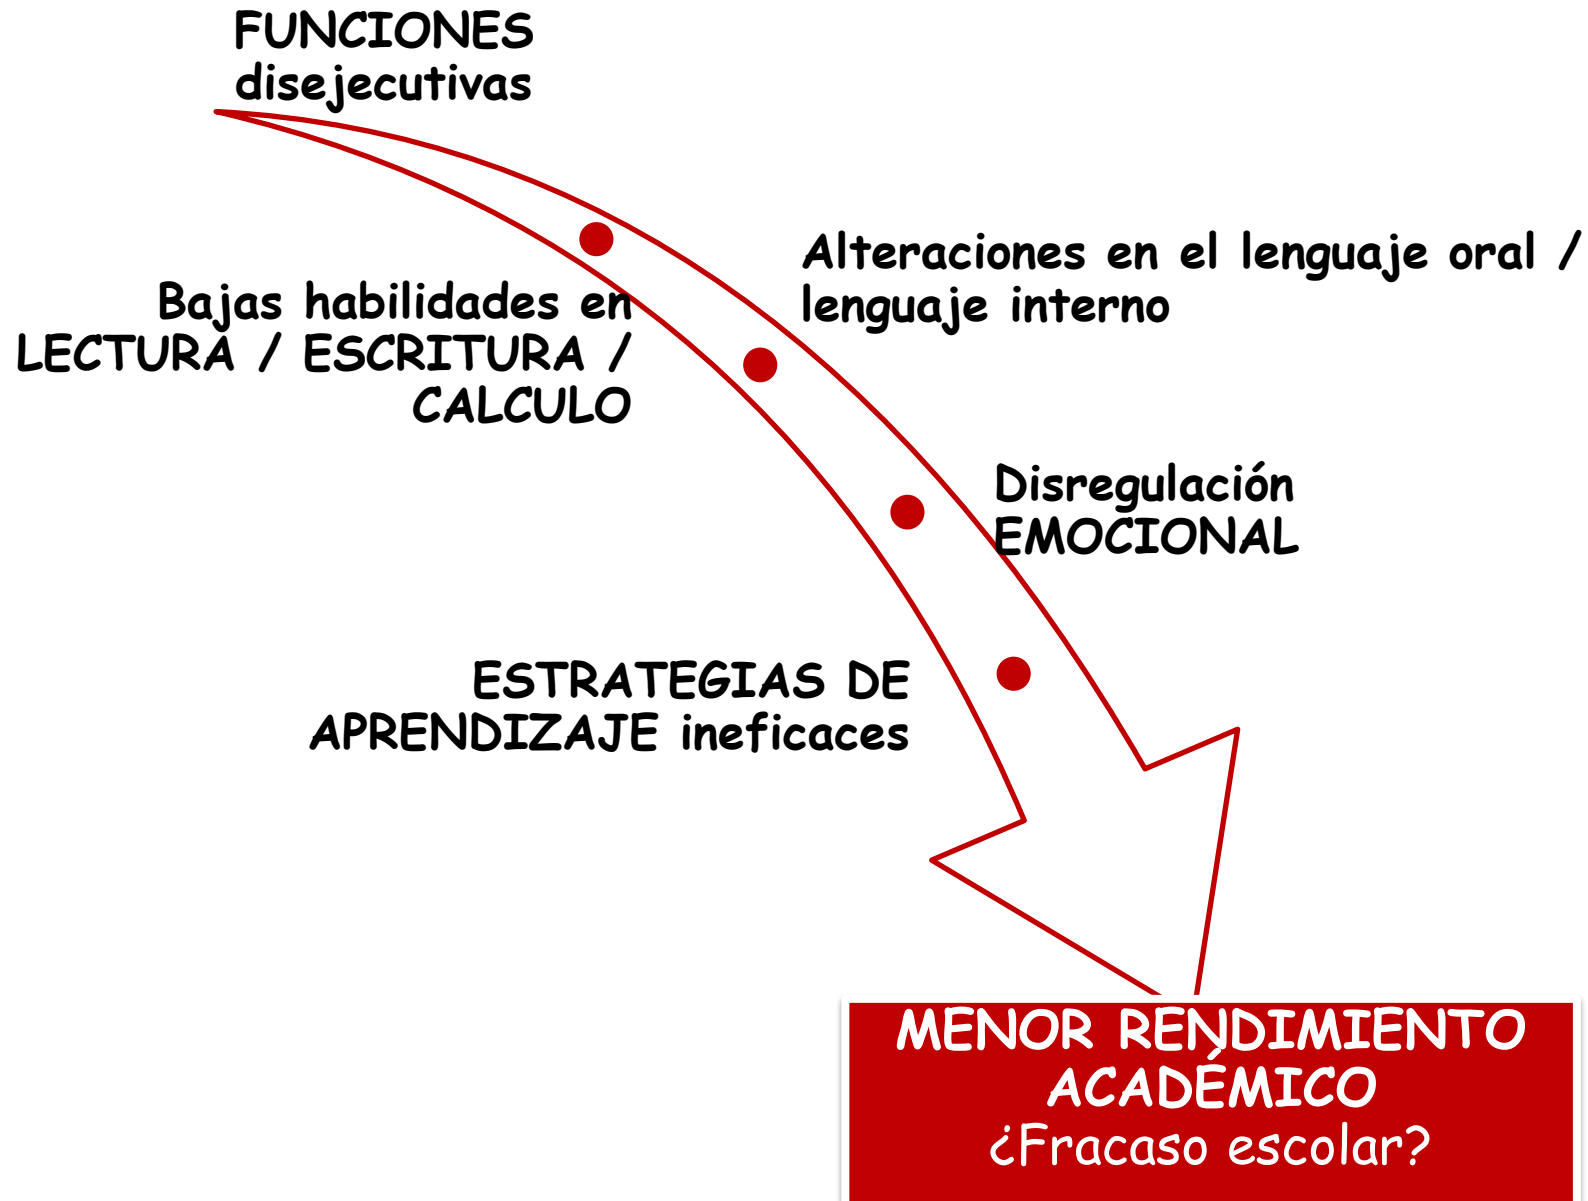 FUNCIONES
disejecutivas
Alteraciones en el lenguaje oral /
lenguaje interno
Bajas habilidades en
LECTURA / ESCRITURA /
CALCULO
Disregulación
EMOCIONAL
ESTRATEGIAS DE
APRENDIZAJE ineficaces
MENOR RENDIMIENTO
ACADÉMICO
¿Fracaso escolar?